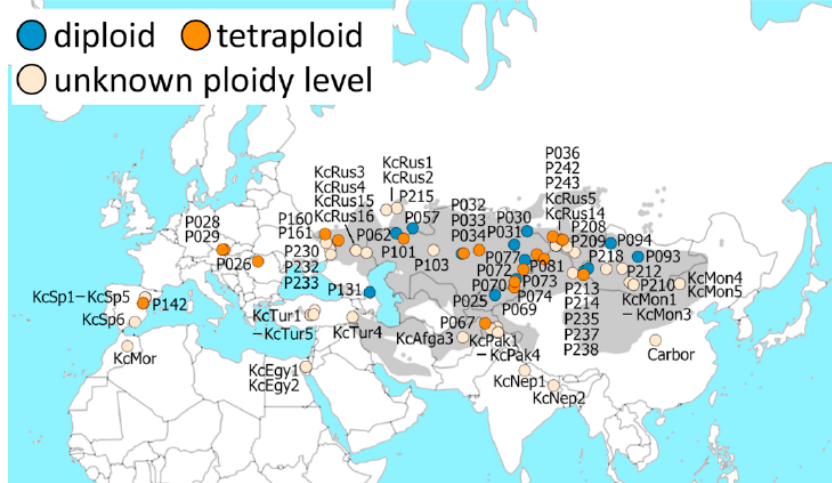 diploid
tetraploid
unknown ploidy level
P036
P242
P243
KcRus5
KcRus14
P208
P209
P094
P218
P093
P212
P210
KcMon4
KcMon5
KcMon1
– KcMon3
P213
P214
P235
P237
P238
KcRus1
KcRus2
P215
KcRus3
KcRus4
KcRus15
KcRus16
P160
P161
P062
P057
P101
P103
P230
P232
P233
P131
P032
P033
P034
P030
P031
P077
P072
P070
P081
P073
P074
P069
P025
P067
KcAfga3
KcPak1
– KcPak4
KcNep1
KcNep2
Carbor
P028
P029
P026
KcSp1–KcSp5
P142
KcSp6
KcMor
KcTur1
–KcTur5
KcTur4
KcEgy1
KcEgy2